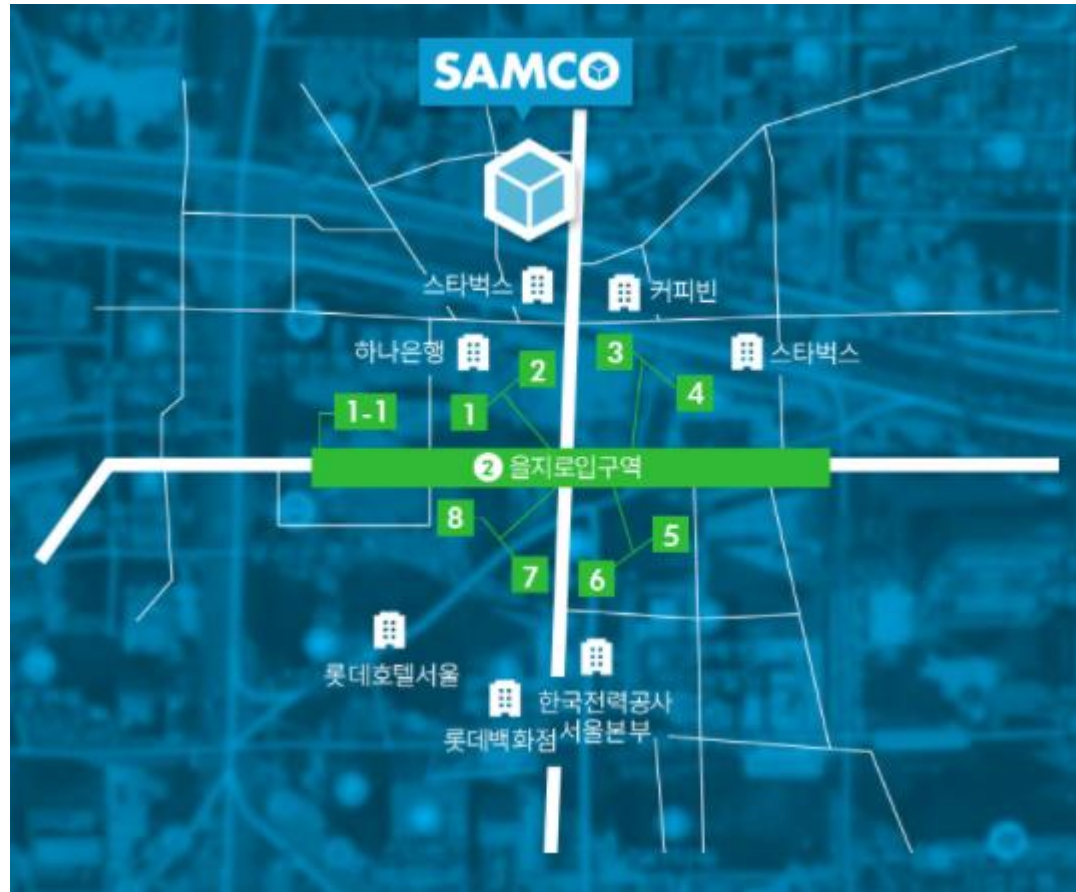 SAMCO
스타벅스
커피빈
하나은행
스타벅스
2
3
4
1
1-1
2 을지로입구역
8
5
7
6
롯데호텔서울
한국전력공사
서울본부
롯데백화점